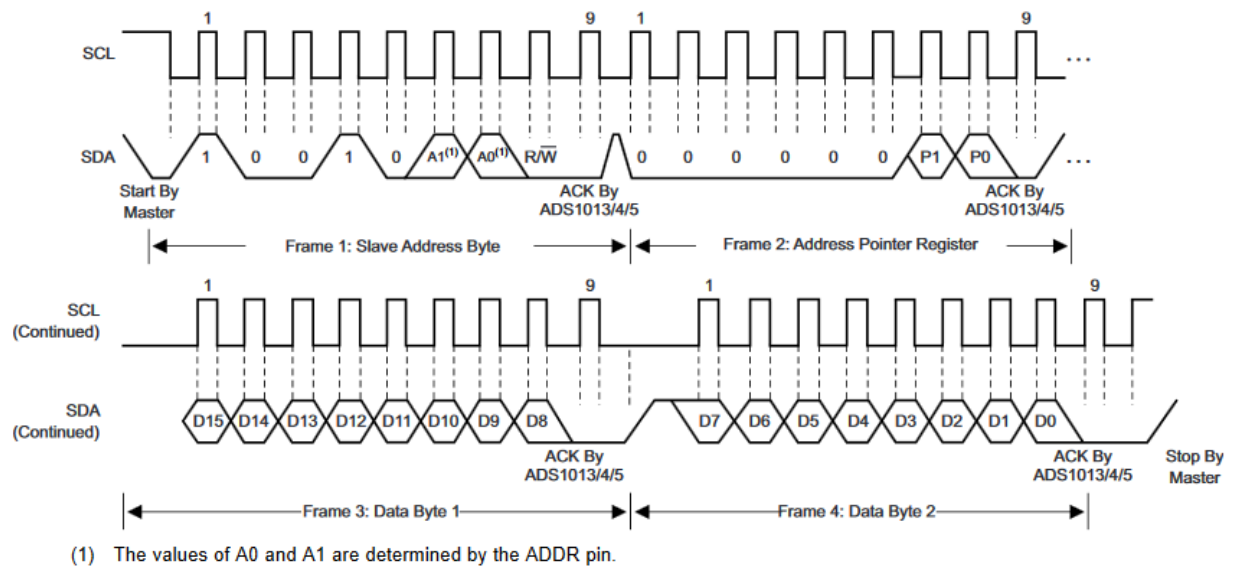 1 9 1 9
SCL ...
SDA 1 0 0 1 0 A1(1) A0(1) R/W̅ 0 0 0 0 0 0 P1 P0 ...
Start By Master
ACK By ADS1013/4/5
ACK By ADS1013/4/5
Frame 1: Slave Address Byte
Frame 2: Address Pointer Register
1 9 1 9
SCL
(Continued)
SDA
(Continued)
D15 D14 D13 D12 D11 D10 D9 D8 D7 D6 D5 D4 D3 D2 D1 D0
ACK By ADS1013/4/5
ACK By ADS1013/4/5
Stop By Master
Frame 3: Data Byte 1
Frame 4: Data Byte 2
(1) The values of A0 and A1 are determined by the ADDR pin.